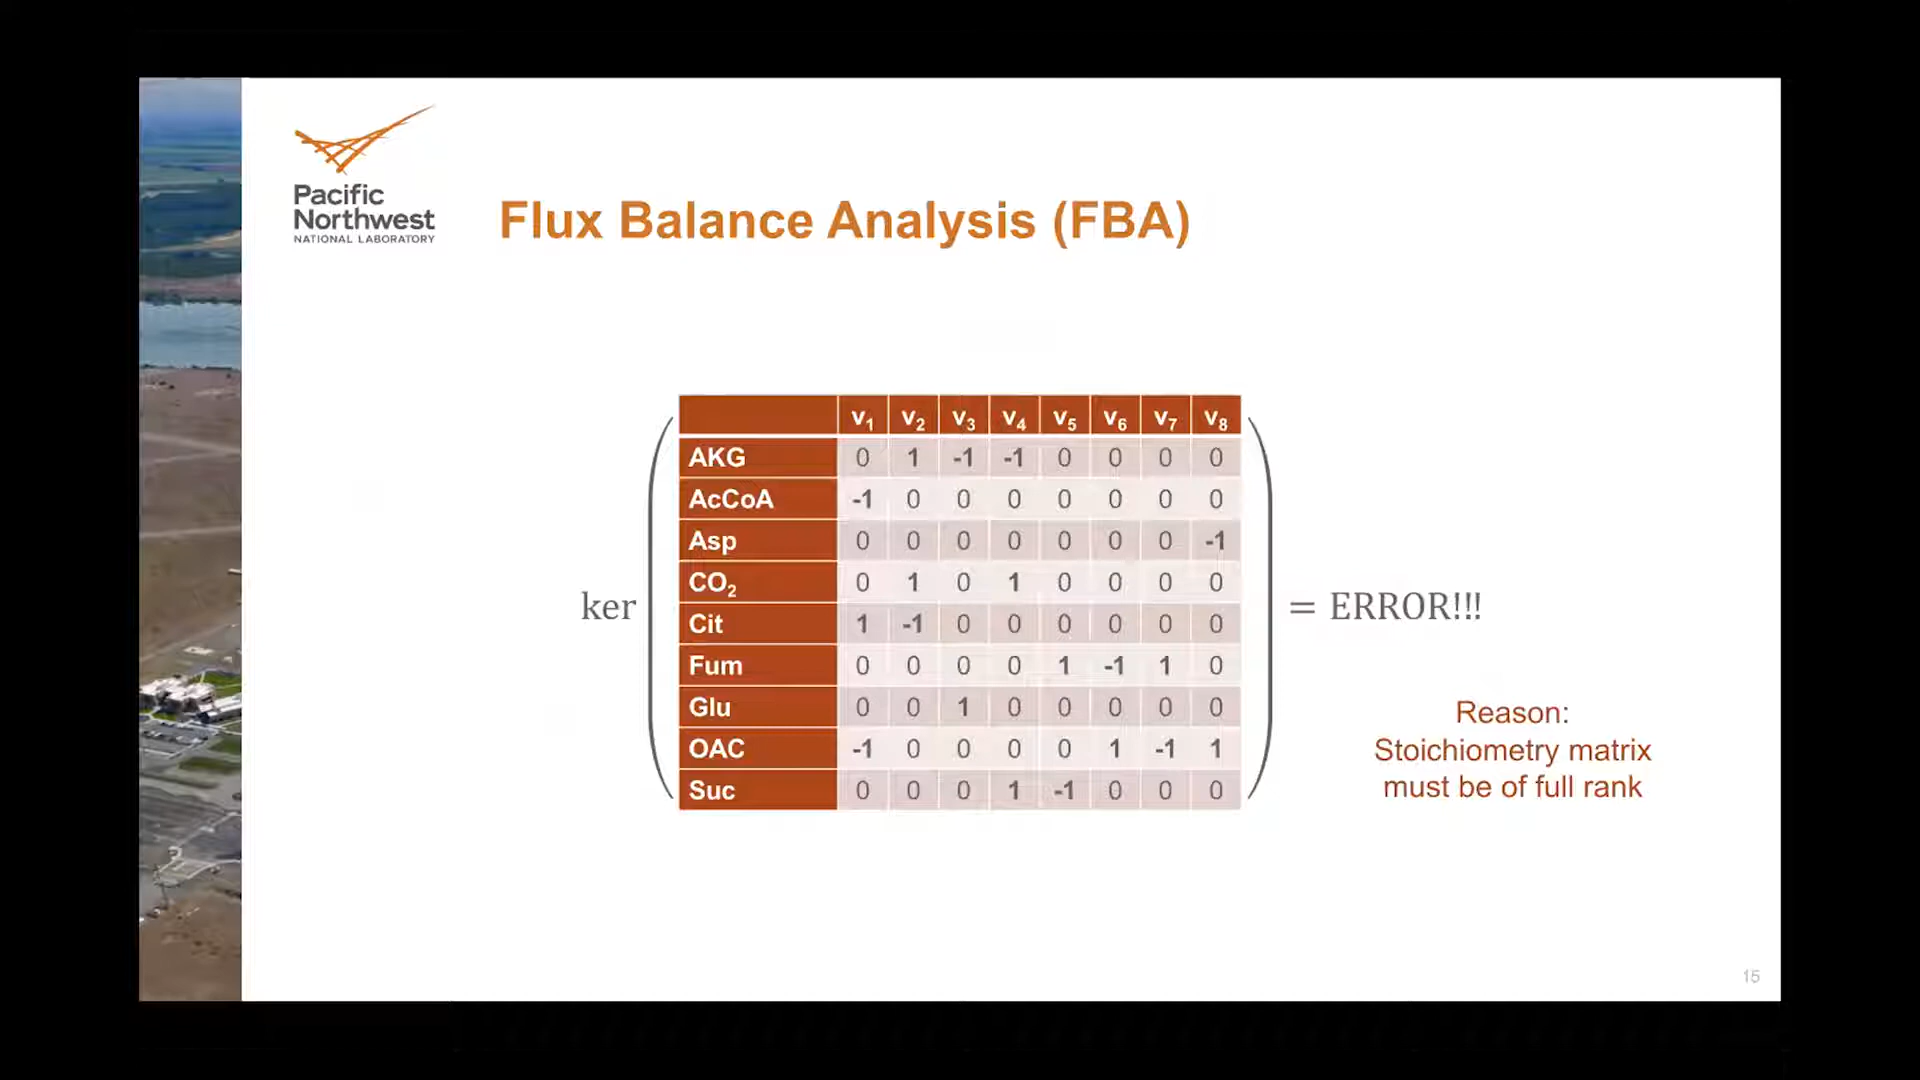 Pacific
Northwest
NATIONAL LABORATORY
Flux Balance Analysis (FBA)
v1 v2 v3 v4 v5 v6 v7 v8
AKG 0 1 -1 -1 0 0 0 0
AcCoA -1 0 0 0 0 0 0 0
Asp 0 0 0 0 0 0 0 -1
CO2 0 1 0 1 0 0 0 0
ker
Cit 1 -1 0 0 0 0 0 0
= ERROR!!!
Fum 0 0 0 0 1 -1 1 0
Glu 0 0 1 0 0 0 0 0
OAC -1 0 0 0 0 1 -1 1
Suc 0 0 0 1 -1 0 0 0
Reason:
Stoichiometry matrix
must be of full rank
15